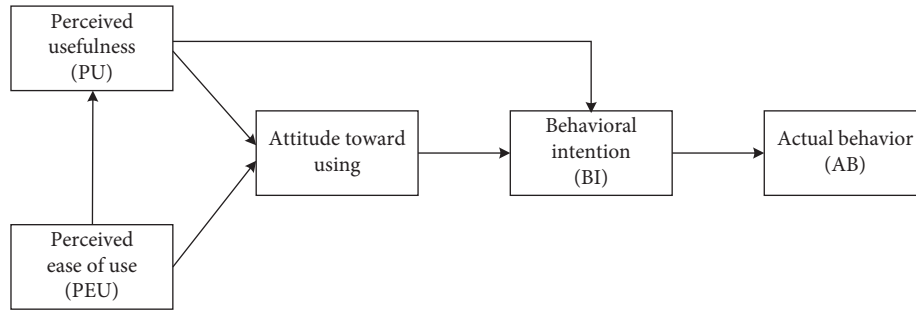 Perceived
usefulness
(PU)
Perceived
ease of use
(PEU)
Attitude toward
using
Behavioral
intention
(BI)
Actual behavior
(AB)